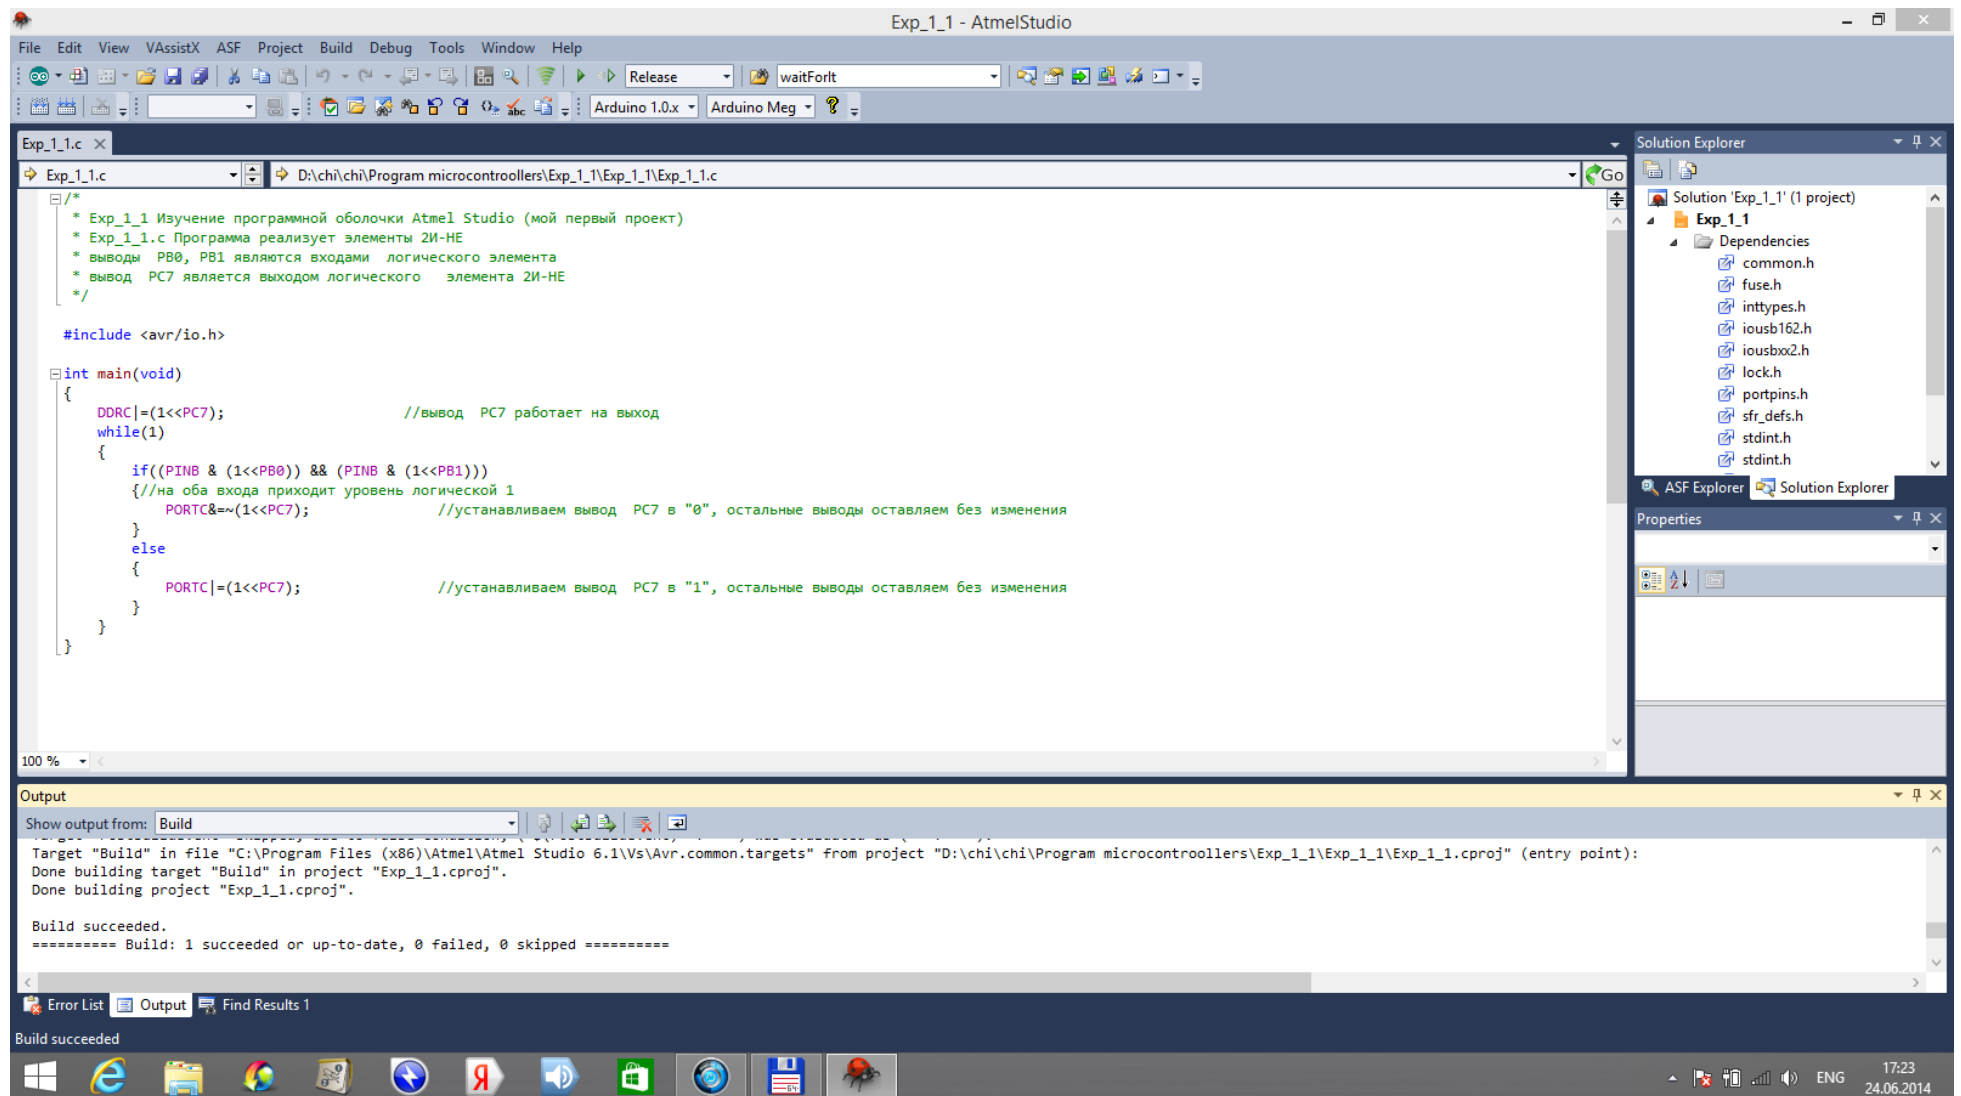 Exp_1_1 - AtmelStudio
File Edit View VAssistX ASF Project Build Debug Tools Window Help
Release waitForIt
Arduino 1.0.x Arduino Meg
Exp_1_1.c
Exp_1_1.c D:\chi\chi\Program microcontroollers\Exp_1_1\Exp_1_1\Exp_1_1.c Go
/*
* Exp_1_1 Изучение программной оболочки Atmel Studio (мой первый проект)
* Exp_1_1.c Программа реализует элементы 2И-НЕ
* выводы PB0, PB1 являются входами логического элемента
* вывод PC7 является выходом логического элемента 2И-НЕ
*/
#include <avr/io.h>
int main(void)
{
DDRC|=(1<<PC7); //вывод PC7 работает на выход
while(1)
{
if((PINB & (1<<PB0)) && (PINB & (1<<PB1)))
{//на оба входа приходит уровень логической 1
PORTC&=~(1<<PC7); //устанавливаем вывод PC7 в "0", остальные выводы оставляем без изменения
}
else
{
PORTC|=(1<<PC7); //устанавливаем вывод PC7 в "1", остальные выводы оставляем без изменения
}
}
}
100 %
Solution Explorer
Solution 'Exp_1_1' (1 project)
Exp_1_1
Dependencies
common.h
fuse.h
inttypes.h
iousb162.h
iousbxx2.h
lock.h
portpins.h
sfr_defs.h
stdint.h
stdint.h
ASF Explorer Solution Explorer
Properties
Output
Show output from: Build
Target "Build" in file "C:\Program Files (x86)\Atmel\Atmel Studio 6.1\Vs\Avr.common.targets" from project "D:\chi\chi\Program microcontroollers\Exp_1_1\Exp_1_1\Exp_1_1.cproj" (entry point):
Done building target "Build" in project "Exp_1_1.cproj".
Done building project "Exp_1_1.cproj".
Build succeeded.
========== Build: 1 succeeded or up-to-date, 0 failed, 0 skipped ==========
Error List Output Find Results 1
Build succeeded
ENG
17:23
24.06.2014